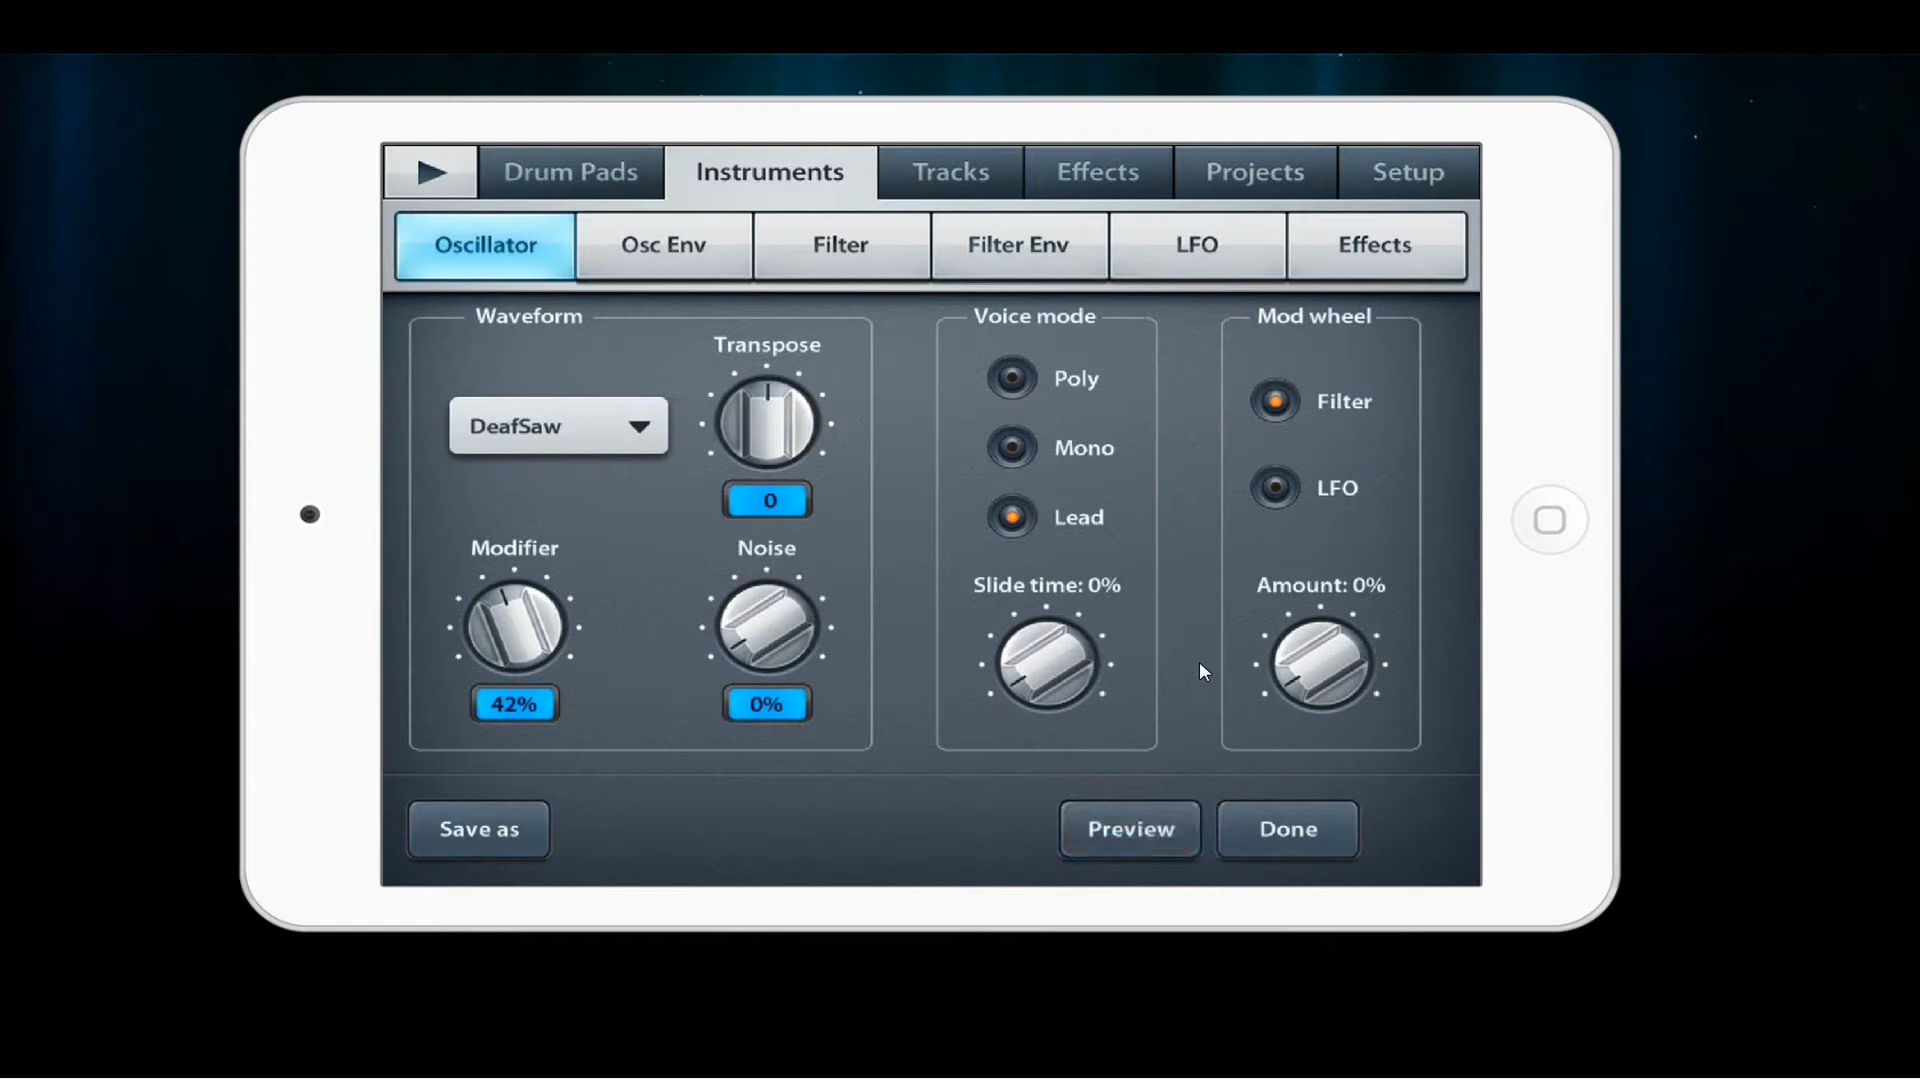 Drum Pads Instruments Tracks Effects Projects Setup
Oscillator Osc Env Filter Filter Env LFO Effects
Waveform
Transpose
DeafSaw
0
Modifier
Noise
42%
0%
Voice mode
Poly
Mono
Lead
Slide time: 0%
Mod wheel
Filter
LFO
Amount: 0%
Save as
Preview
Done